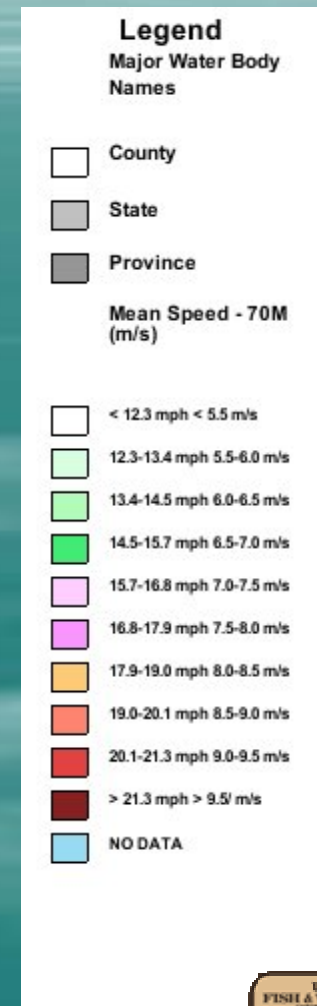 Legend
Major Water Body
Names
County
State
Province
Mean Speed - 70M
(m/s)
< 12.3 mph < 5.5 m/s
12.3-13.4 mph 5.5-6.0 m/s
13.4-14.5 mph 6.0-6.5 m/s
14.5-15.7 mph 6.5-7.0 m/s
15.7-16.8 mph 7.0-7.5 m/s
16.8-17.9 mph 7.5-8.0 m/s
17.9-19.0 mph 8.0-8.5 m/s
19.0-20.1 mph 8.5-9.0 m/s
20.1-21.3 mph 9.0-9.5 m/s
> 21.3 mph > 9.5/ m/s
NO DATA
FISH &